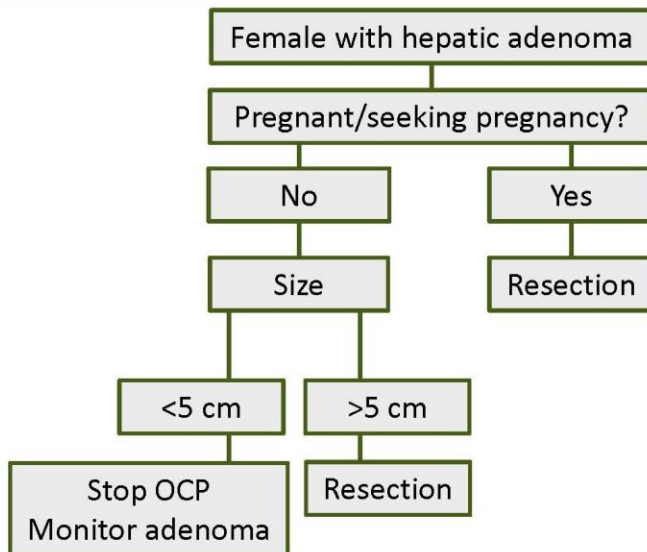 Female with hepatic adenoma
Pregnant/seeking pregnancy?
No
Yes
Size
Resection
<5 cm
>5 cm
Stop OCP
Monitor adenoma
Resection